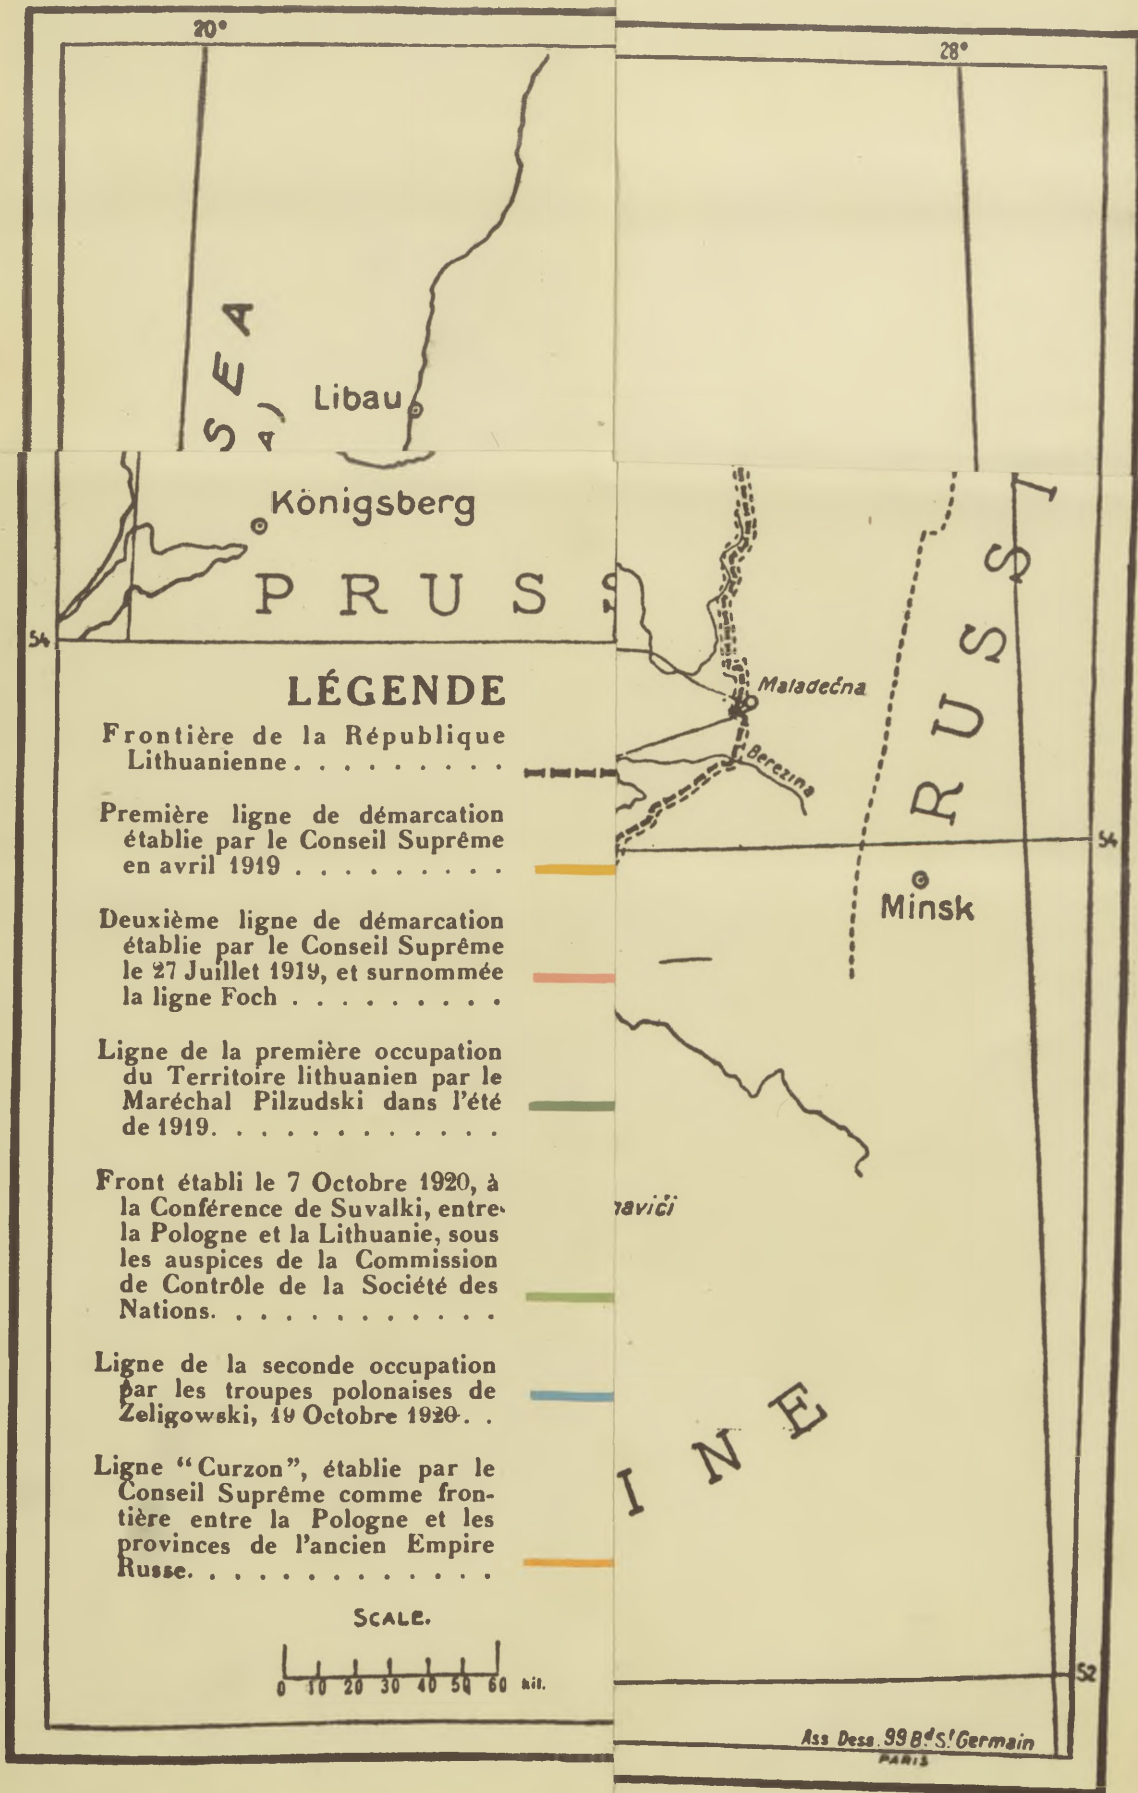 20°
28°
SEA
A)
Libau
Königsberg
PRUSS
54
RUSSI
Maladečna
Berezina
54
Minsk
LÉGENDE
Frontière de la République
Lithuanienne . . . . . . . . .
Première ligne de démarcation
établie par le Conseil Suprême
en avril 1919 . . . . . . . . .
Deuxième ligne de démarcation
établie par le Conseil Suprême
le 27 Juillet 1919, et surnommée
la ligne Foch . . . . . . . . .
Ligne de la première occupation
du Territoire lithuanien par le
Maréchal Pilzudski dans l'été
de 1919. . . . . . . . . . . .
Front établi le 7 Octobre 1920, à
la Conférence de Suvalki, entre
la Pologne et la Lithuanie, sous
les auspices de la Commission
de Contrôle de la Société des
Nations. . . . . . . . . . . .
Ligne de la seconde occupation
par les troupes polonaises de
Zeligowski, 19 Octobre 1920. . .
Ligne “Curzon”, établie par le
Conseil Suprême comme fron-
tière entre la Pologne et les
provinces de l'ancien Empire
Russe. . . . . . . . . . . . .
naviči
INE
SCALE.
0 10 20 30 40 50 60 kil.
52
Ass Dess. 99 Bd St Germain
PARIS